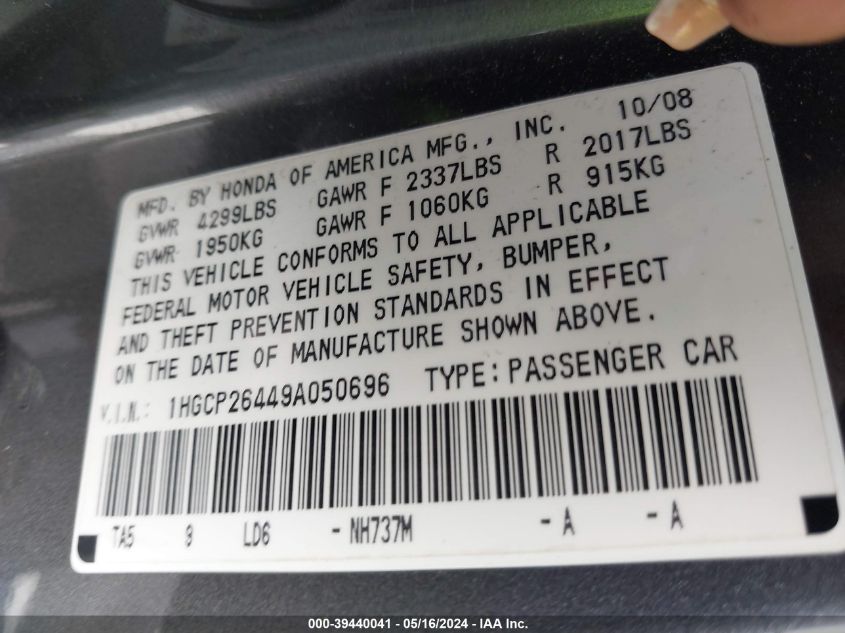 MFD. BY HONDA OF AMERICA MFG., INC. 10/08
GVWR 4299LBS GAWR F 2337LBS R 2017LBS
GVWR 1950KG GAWR F 1060KG R 915KG
THIS VEHICLE CONFORMS TO ALL APPLICABLE
FEDERAL MOTOR VEHICLE SAFETY, BUMPER,
AND THEFT PREVENTION STANDARDS IN EFFECT
ON THE DATE OF MANUFACTURE SHOWN ABOVE.
V.I.N.: 1HGCP26449A050696 TYPE: PASSENGER CAR
TA5 9 LD6 -NH737M -A -A
000-39440041 - 05/16/2024 - IAA Inc.